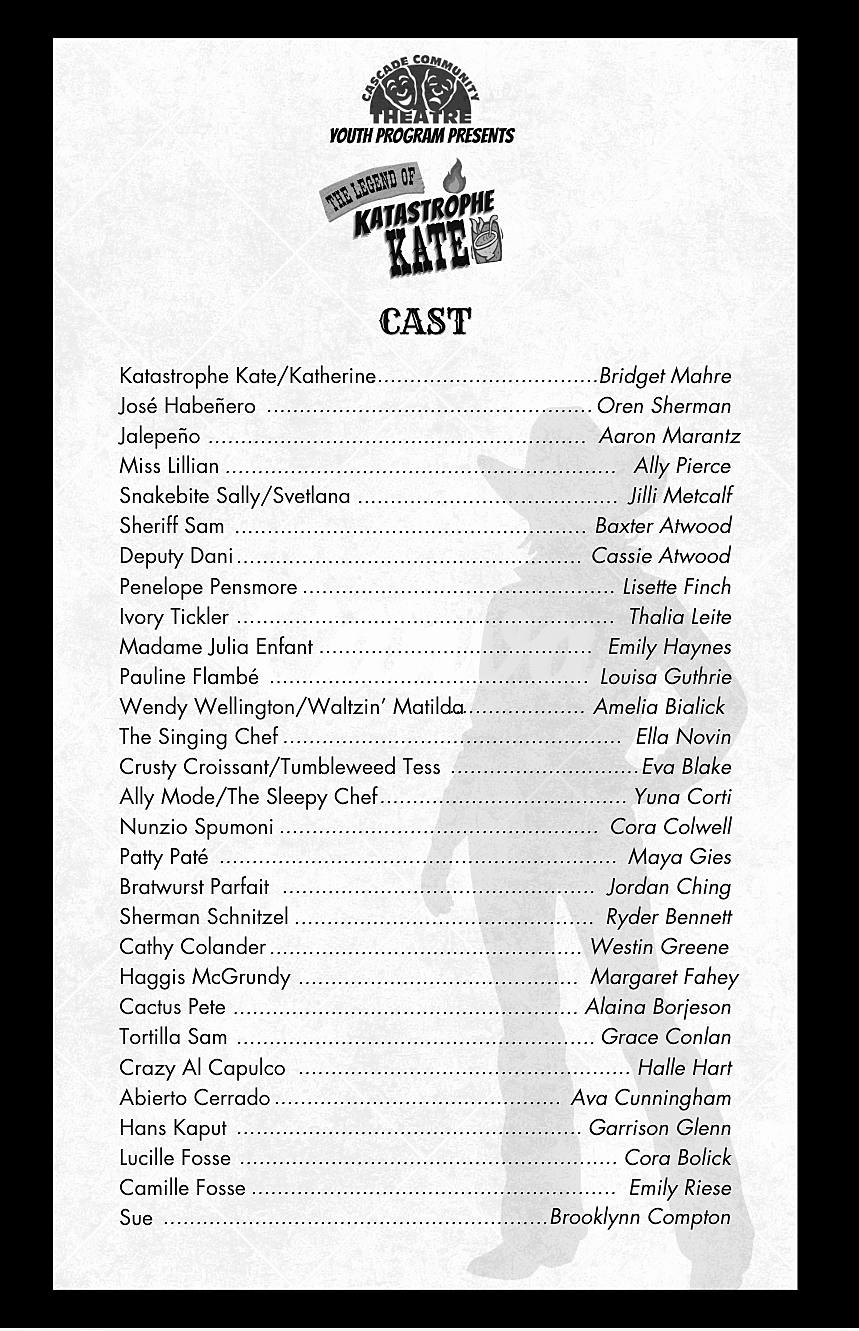 CASCADE COMMUNITY
THEATRE
YOUTH PROGRAM PRESENTS
THE LEGEND OF
KATASTROPHE
KATE
CAST
Katastrophe Kate/Katherine..................................Bridget Mahre
José Habeñero .................................................. Oren Sherman
Jalepeño .......................................................... Aaron Marantz
Miss Lillian ............................................................ Ally Pierce
Snakebite Sally/Svetlana ........................................ Jilli Metcalf
Sheriff Sam ...................................................... Baxter Atwood
Deputy Dani ..................................................... Cassie Atwood
Penelope Pensmore ................................................ Lisette Finch
Ivory Tickler .......................................................... Thalia Leite
Madame Julia Enfant .......................................... Emily Haynes
Pauline Flambé ................................................. Louisa Guthrie
Wendy Wellington/Waltzin’ Matilda.................... Amelia Bialick
The Singing Chef .................................................... Ella Novin
Crusty Croissant/Tumbleweed Tess .............................Eva Blake
Ally Mode/The Sleepy Chef...................................... Yuna Corti
Nunzio Spumoni ................................................. Cora Colwell
Patty Paté ............................................................. Maya Gies
Bratwurst Parfait ................................................ Jordan Ching
Sherman Schnitzel .............................................. Ryder Bennett
Cathy Colander ................................................ Westin Greene
Haggis McGrundy ........................................... Margaret Fahey
Cactus Pete ..................................................... Alaina Borjeson
Tortilla Sam ....................................................... Grace Conlan
Crazy Al Capulco ................................................... Halle Hart
Abierto Cerrado ............................................ Ava Cunningham
Hans Kaput ..................................................... Garrison Glenn
Lucille Fosse .......................................................... Cora Bolick
Camille Fosse ........................................................ Emily Riese
Sue ...........................................................Brooklynn Compton